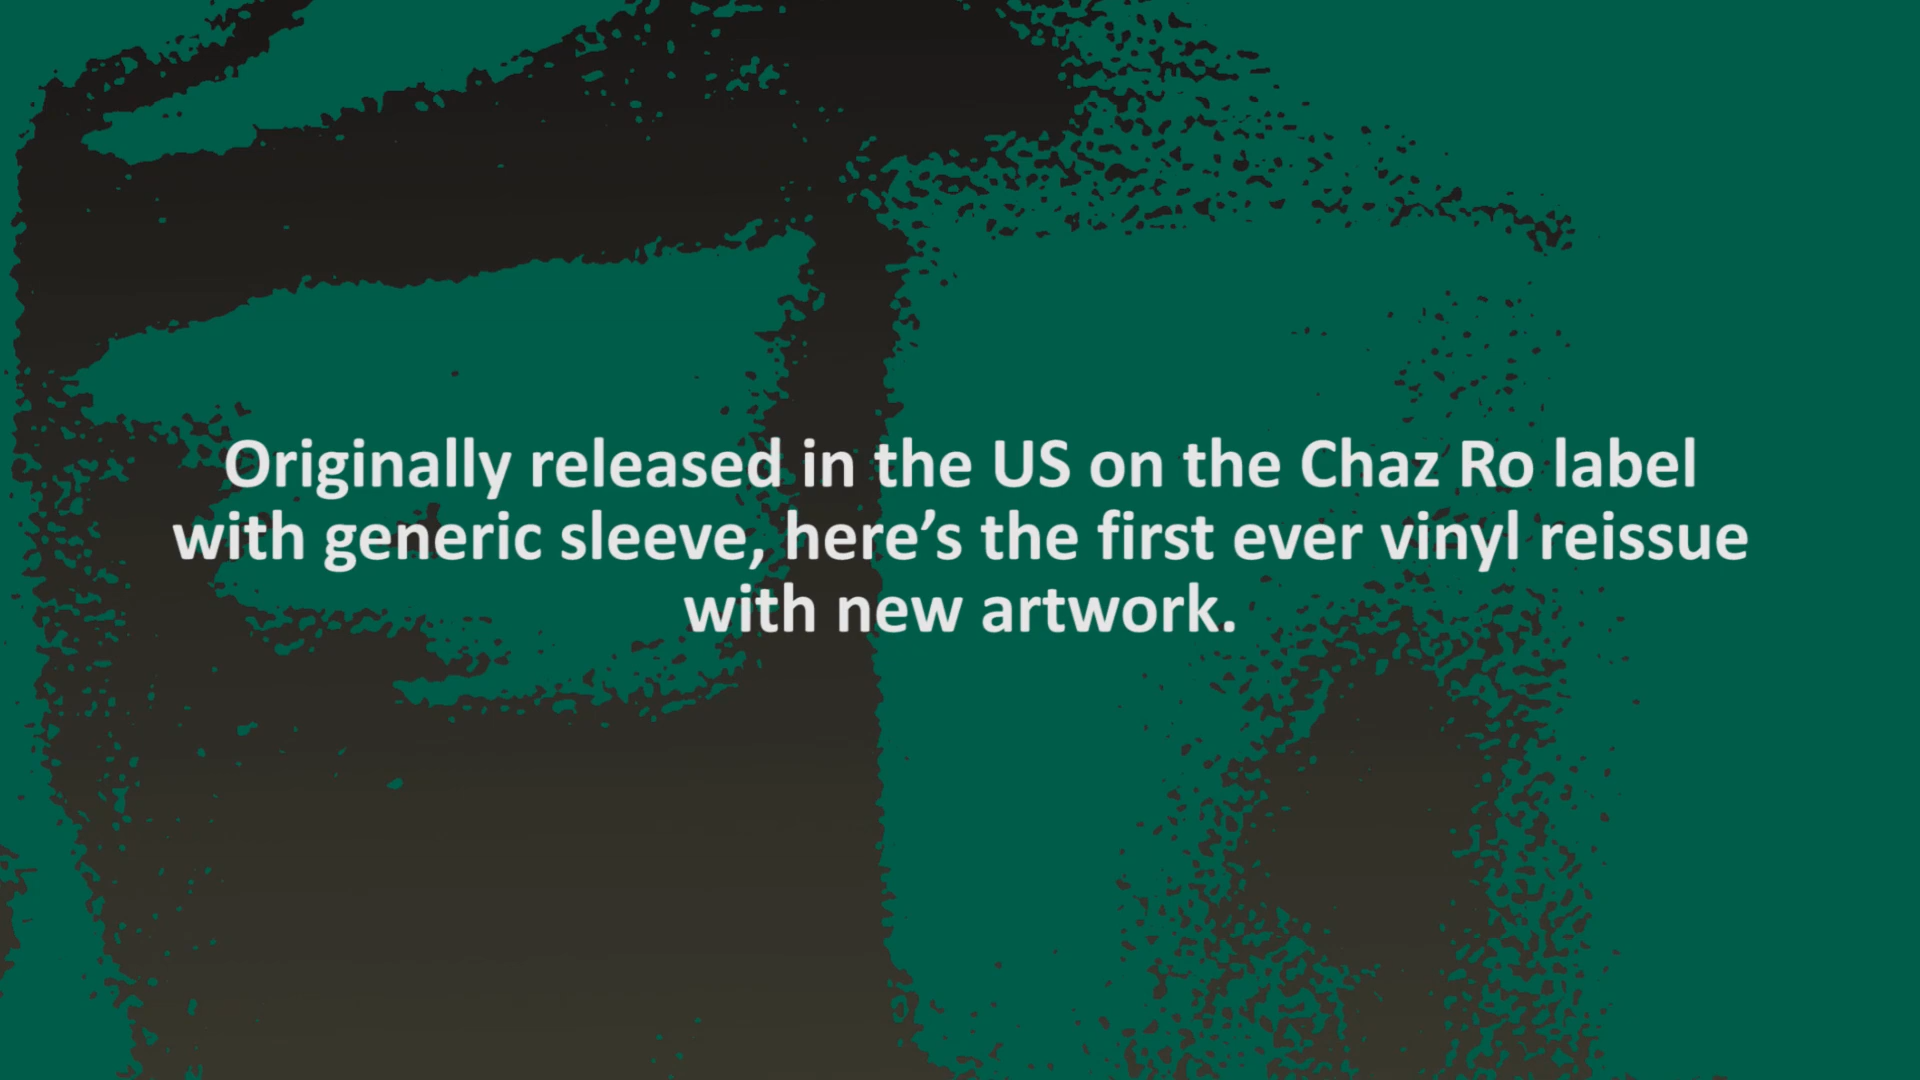 Originally released in the US on the Chaz Ro label
with generic sleeve, here’s the first ever vinyl reissue
with new artwork.